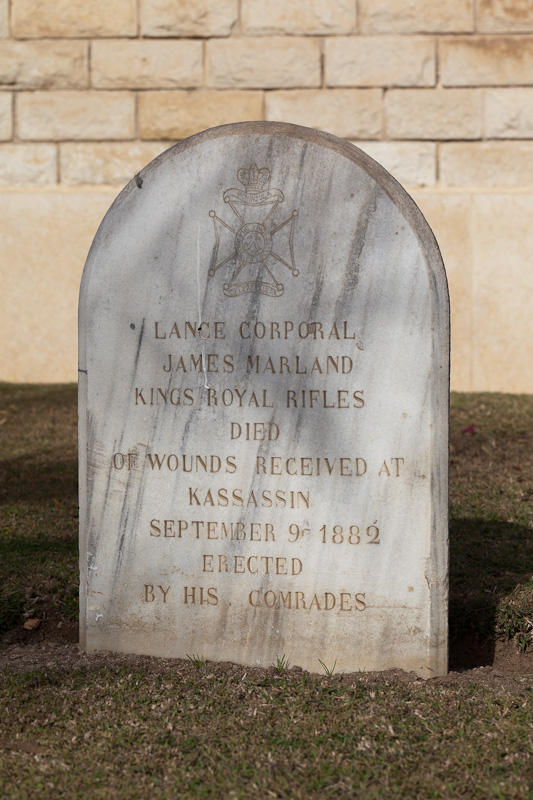 LANCE CORPORAL
JAMES MARLAND
KINGS ROYAL RIFLES
DIED
OF WOUNDS RECEIVED AT
KASSASSIN
SEPTEMBER 9th 1882
ERECTED
BY HIS COMRADES